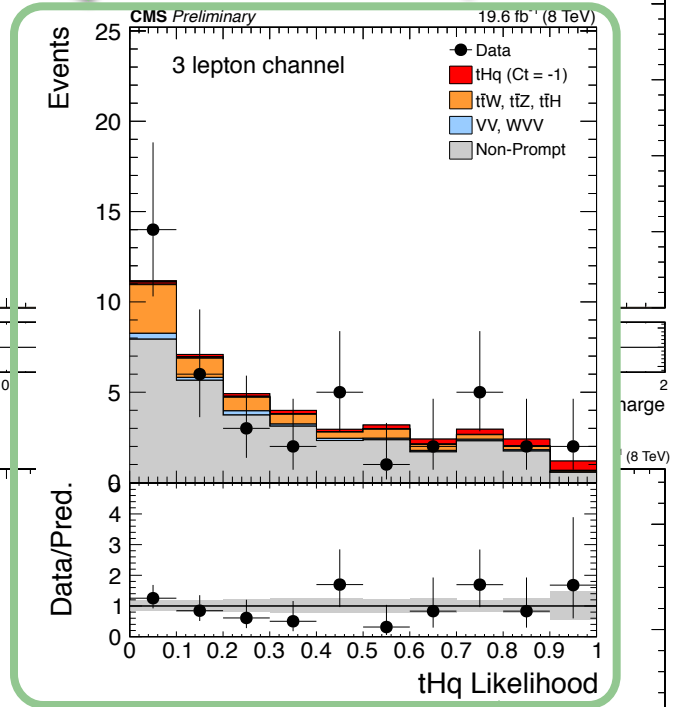 CMS Preliminary 19.6 fb⁻¹ (8 TeV)
Events
3 lepton channel
Data
tHq (Ct = -1)
tt̄W, tt̄Z, tt̄H
VV, WVV
Non-Prompt
25
20
15
10
5
0
Data/Pred.
4
3
2
1
0
0 0.1 0.2 0.3 0.4 0.5 0.6 0.7 0.8 0.9 1
tHq Likelihood
0
2
harge
(8 TeV)